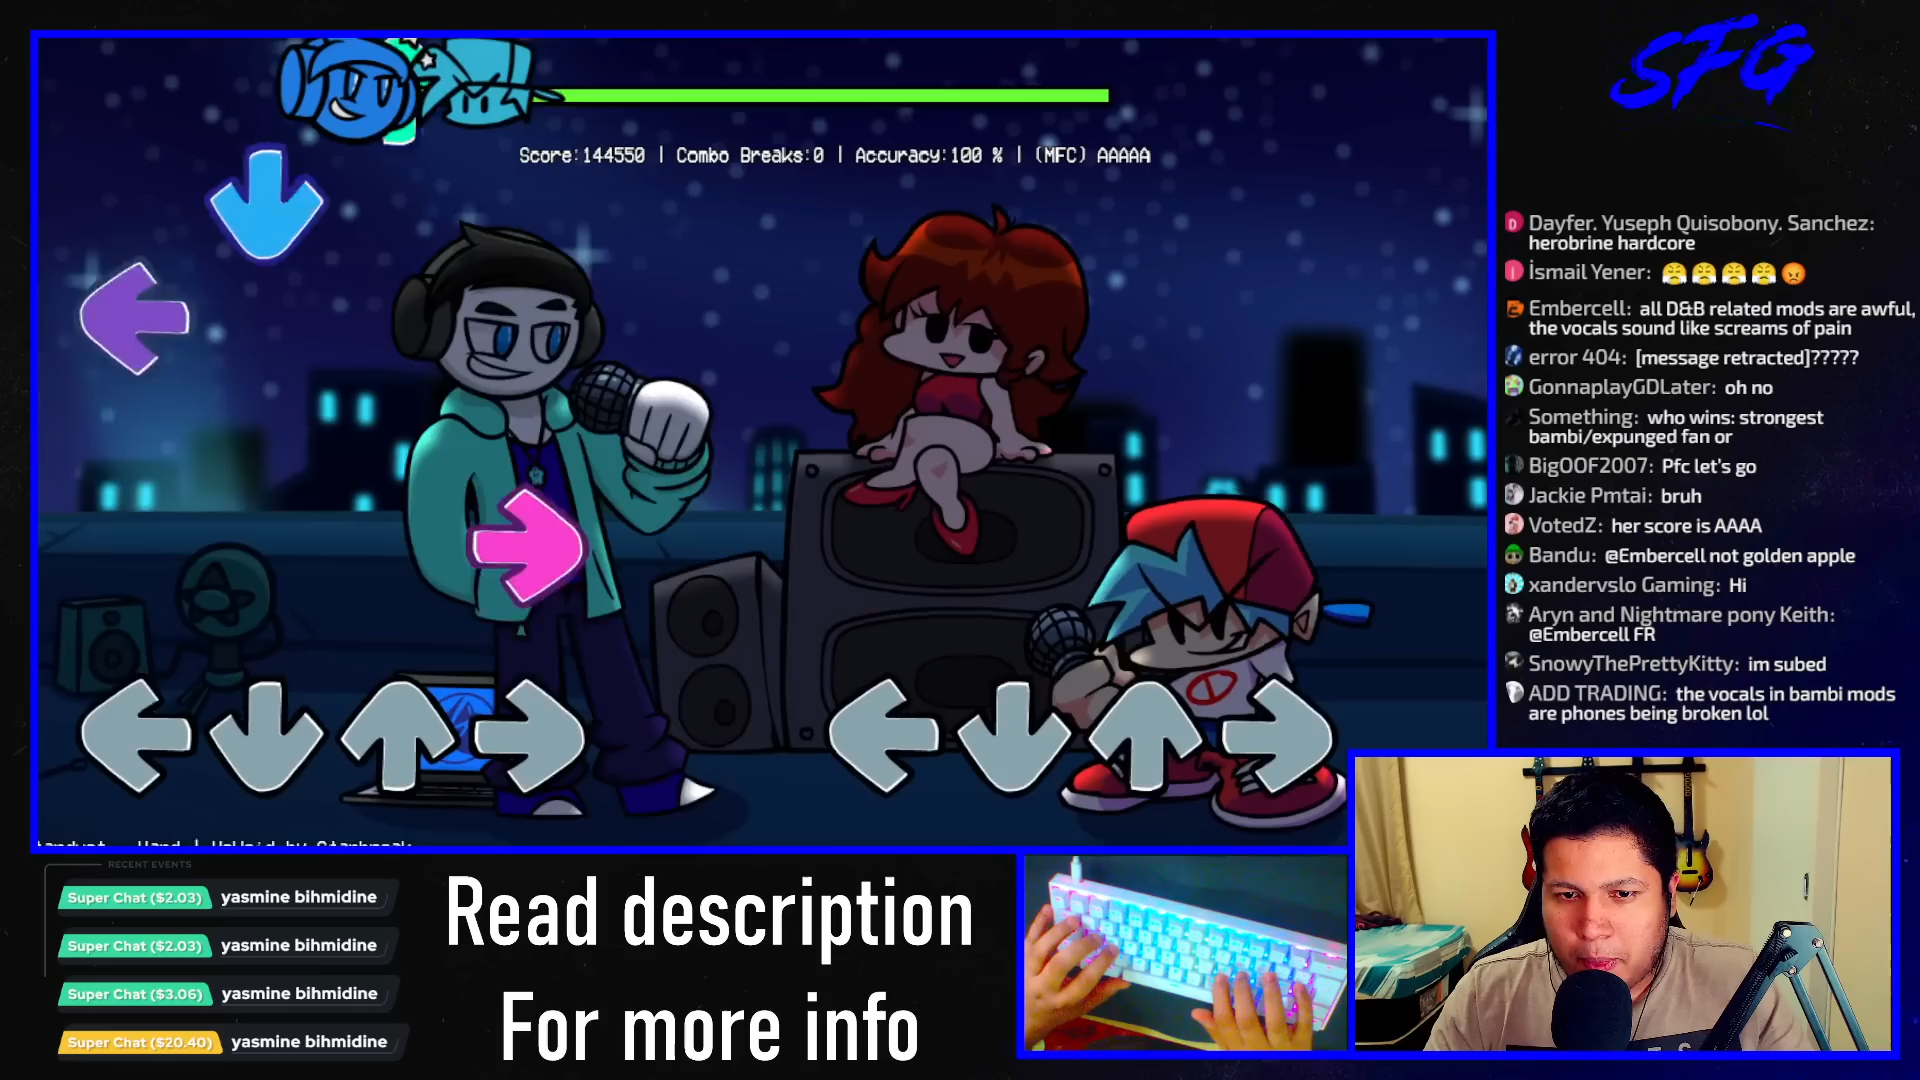 SFG
Score:144550 | Combo Breaks:0 | Accuracy:100 % | (MFC) AAAAA
Dayfer. Yuseph Quisobony. Sanchez:
herobrine hardcore
İsmail Yener: 😤😤😤😤😡
Embercell: all D&B related mods are awful,
the vocals sound like screams of pain
error 404: [message retracted]?????
GonnaplayGDLater: oh no
Something: who wins: strongest
bambi/expunged fan or
BigOOF2007: Pfc let's go
Jackie Pmtai: bruh
VotedZ: her score is AAAA
Bandu: @Embercell not golden apple
xandervslo Gaming: Hi
Aryn and Nightmare pony Keith:
@Embercell FR
SnowyThePrettyKitty: im subed
ADD TRADING: the vocals in bambi mods
are phones being broken lol
RECENT EVENTS
Super Chat ($2.03) yasmine bihmidine
Super Chat ($2.03) yasmine bihmidine
Super Chat ($3.06) yasmine bihmidine
Super Chat ($20.40) yasmine bihmidine
Read description
For more info